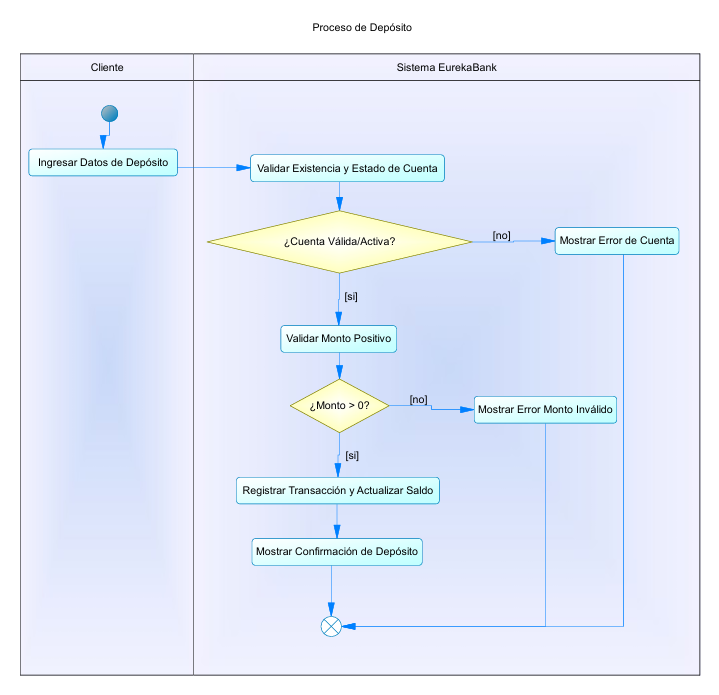 Proceso de Depósito
Cliente
Sistema EurekaBank
Ingresar Datos de Depósito
Validar Existencia y Estado de Cuenta
¿Cuenta Válida/Activa?
[no]
Mostrar Error de Cuenta
[si]
Validar Monto Positivo
¿Monto > 0?
[no]
Mostrar Error Monto Inválido
[si]
Registrar Transacción y Actualizar Saldo
Mostrar Confirmación de Depósito